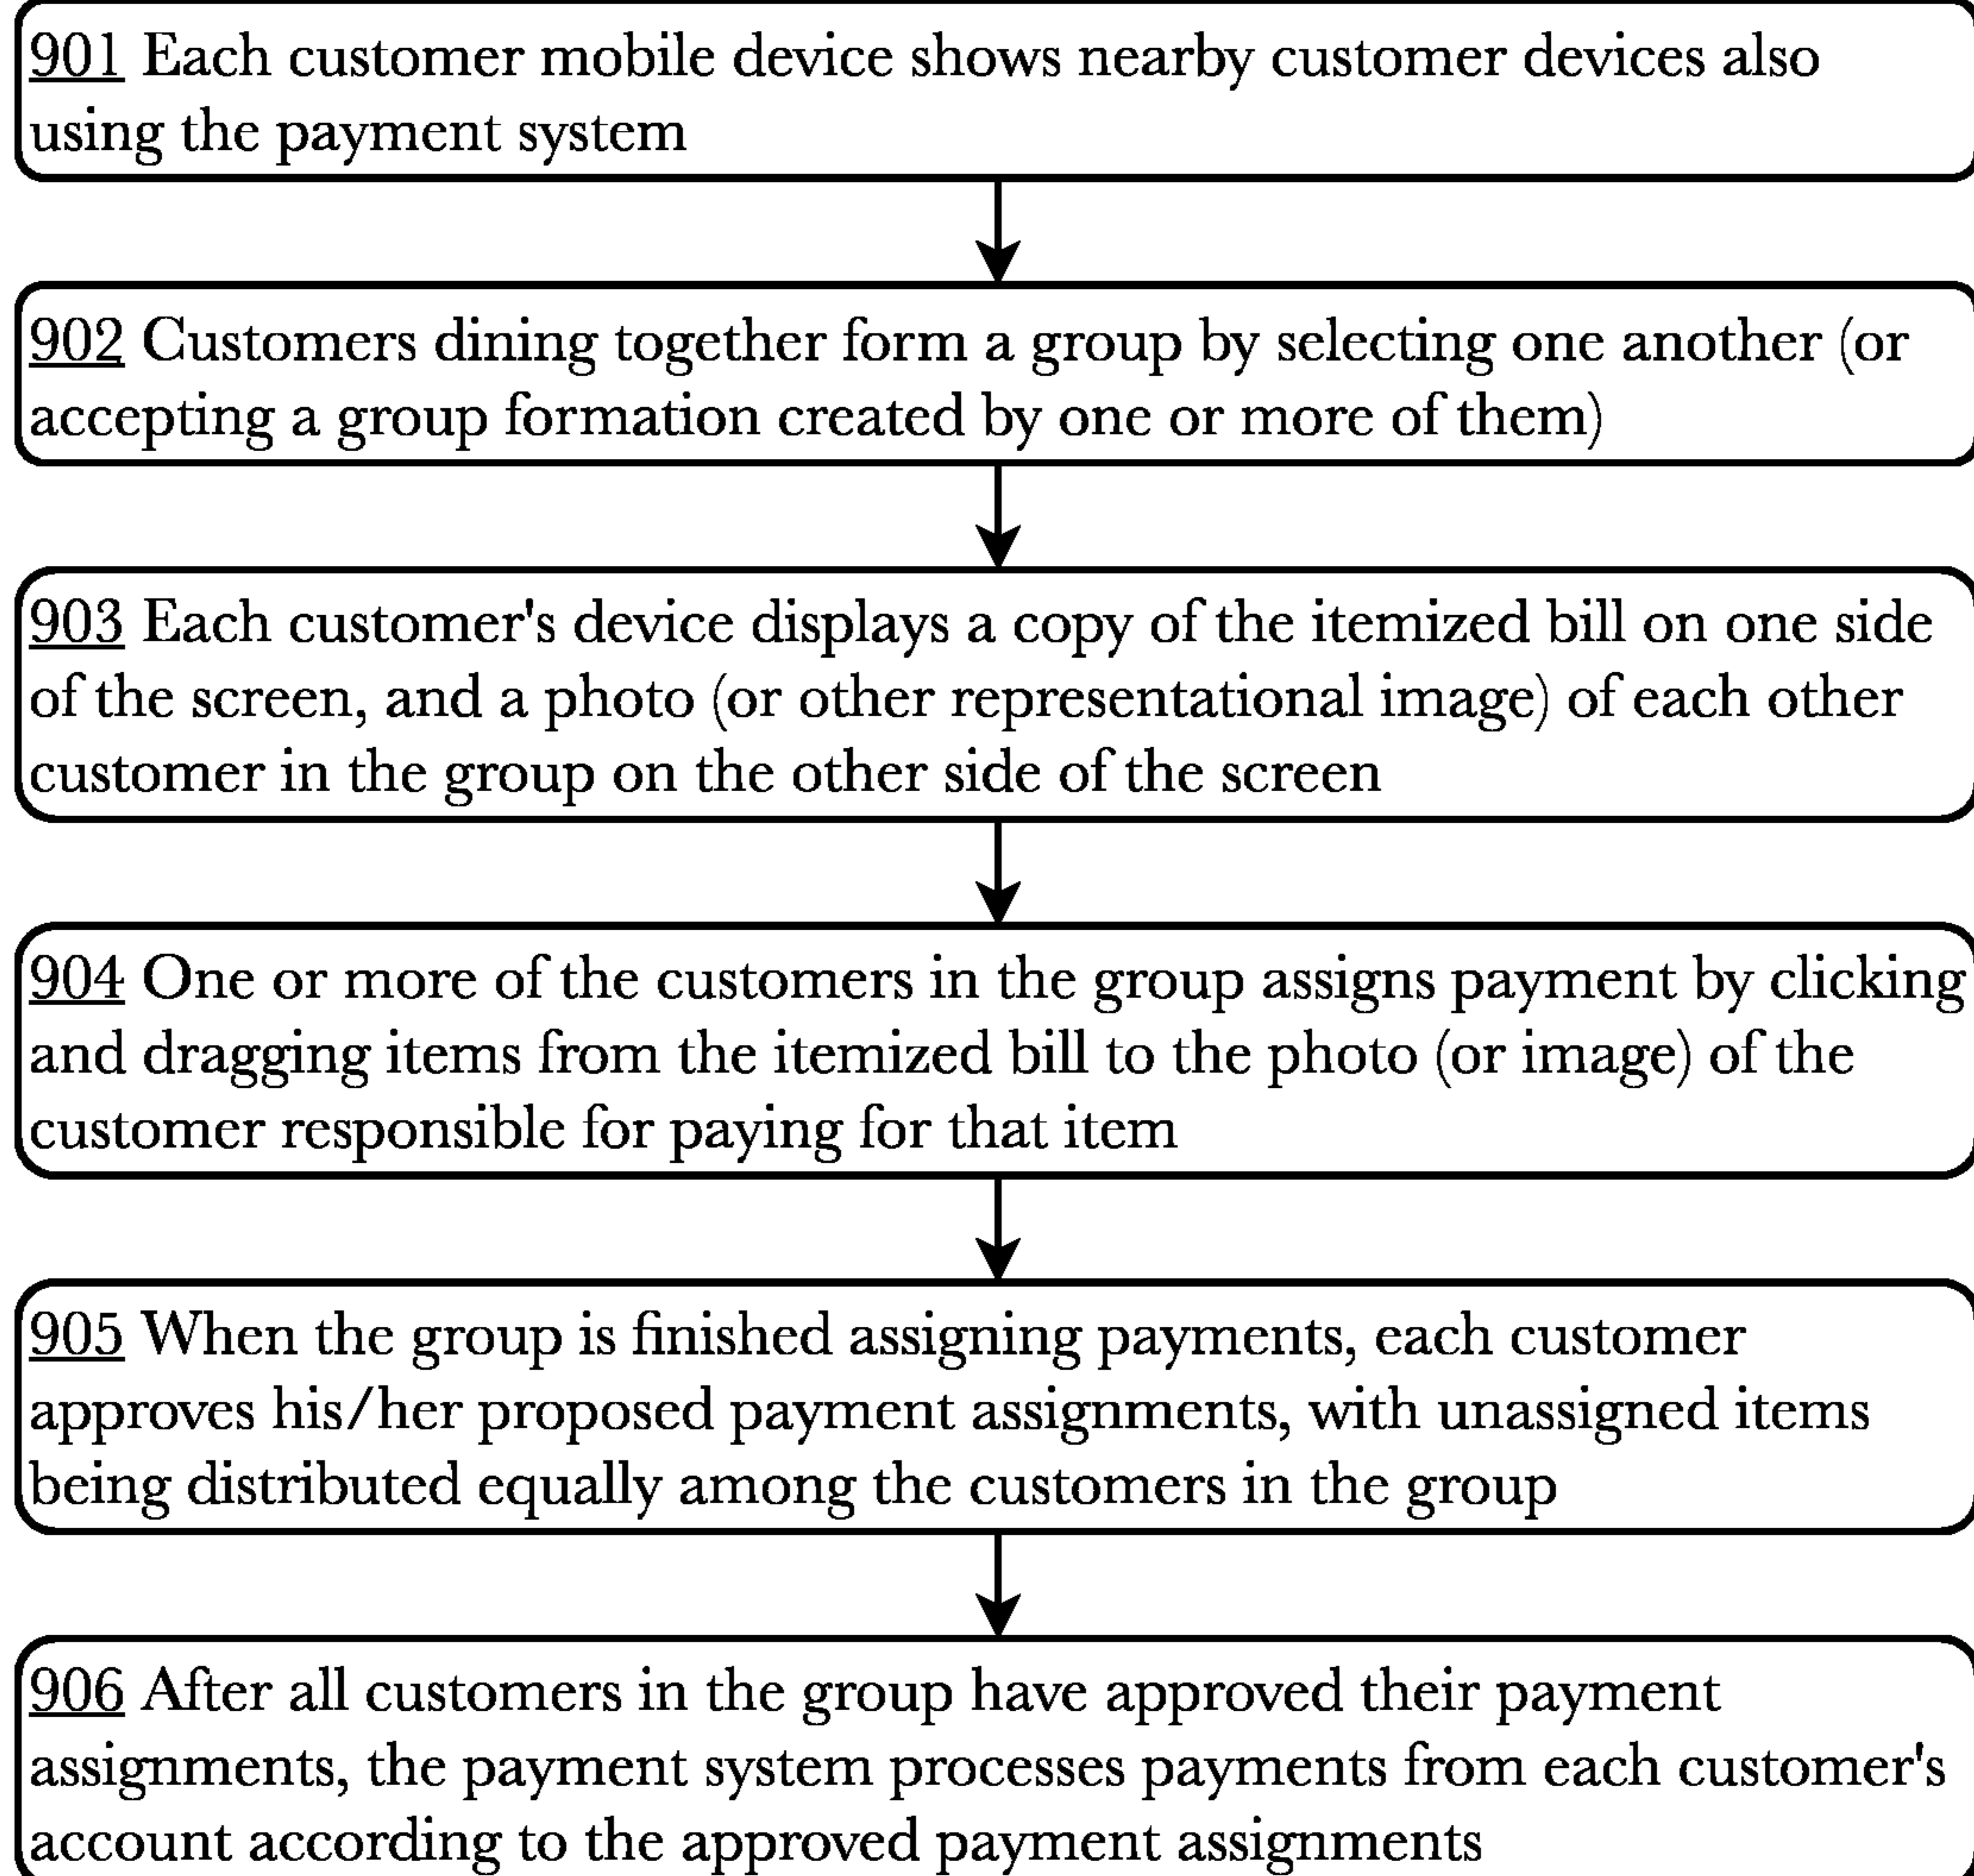 901 Each customer mobile device shows nearby customer devices also
using the payment system
902 Customers dining together form a group by selecting one another (or
accepting a group formation created by one or more of them)
903 Each customer's device displays a copy of the itemized bill on one side
of the screen, and a photo (or other representational image) of each other
customer in the group on the other side of the screen
904 One or more of the customers in the group assigns payment by clicking
and dragging items from the itemized bill to the photo (or image) of the
customer responsible for paying for that item
905 When the group is finished assigning payments, each customer
approves his/her proposed payment assignments, with unassigned items
being distributed equally among the customers in the group
906 After all customers in the group have approved their payment
assignments, the payment system processes payments from each customer's
account according to the approved payment assignments